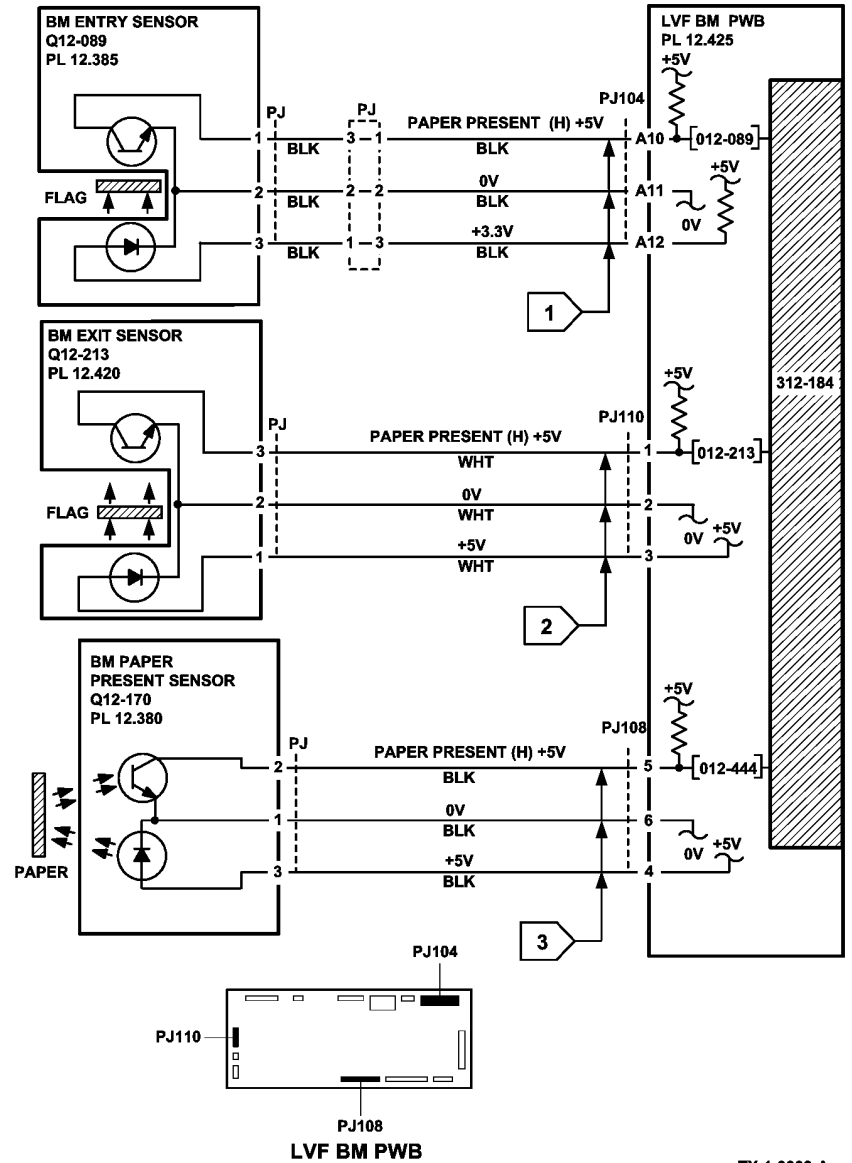 BM ENTRY SENSOR
Q12-089
PL 12.385
LVF BM PWB
PL 12.425
+5V
PJ
PJ
PJ104
1
BLK
3
1
PAPER PRESENT (H) +5V
BLK
A10
012-089
+5V
FLAG
2
BLK
2
2
0V
BLK
A11
0V
3
BLK
1
3
+3.3V
BLK
A12
1
BM EXIT SENSOR
Q12-213
PL 12.420
+5V
312-184
PJ
PJ110
3
PAPER PRESENT (H) +5V
WHT
1
012-213
FLAG
2
0V
WHT
2
0V
+5V
1
+5V
WHT
3
2
BM PAPER
PRESENT SENSOR
Q12-170
PL 12.380
+5V
PJ
PJ108
2
PAPER PRESENT (H) +5V
BLK
5
012-444
1
0V
BLK
6
0V
+5V
PAPER
3
+5V
BLK
4
3
PJ104
PJ110
PJ108
LVF BM PWB